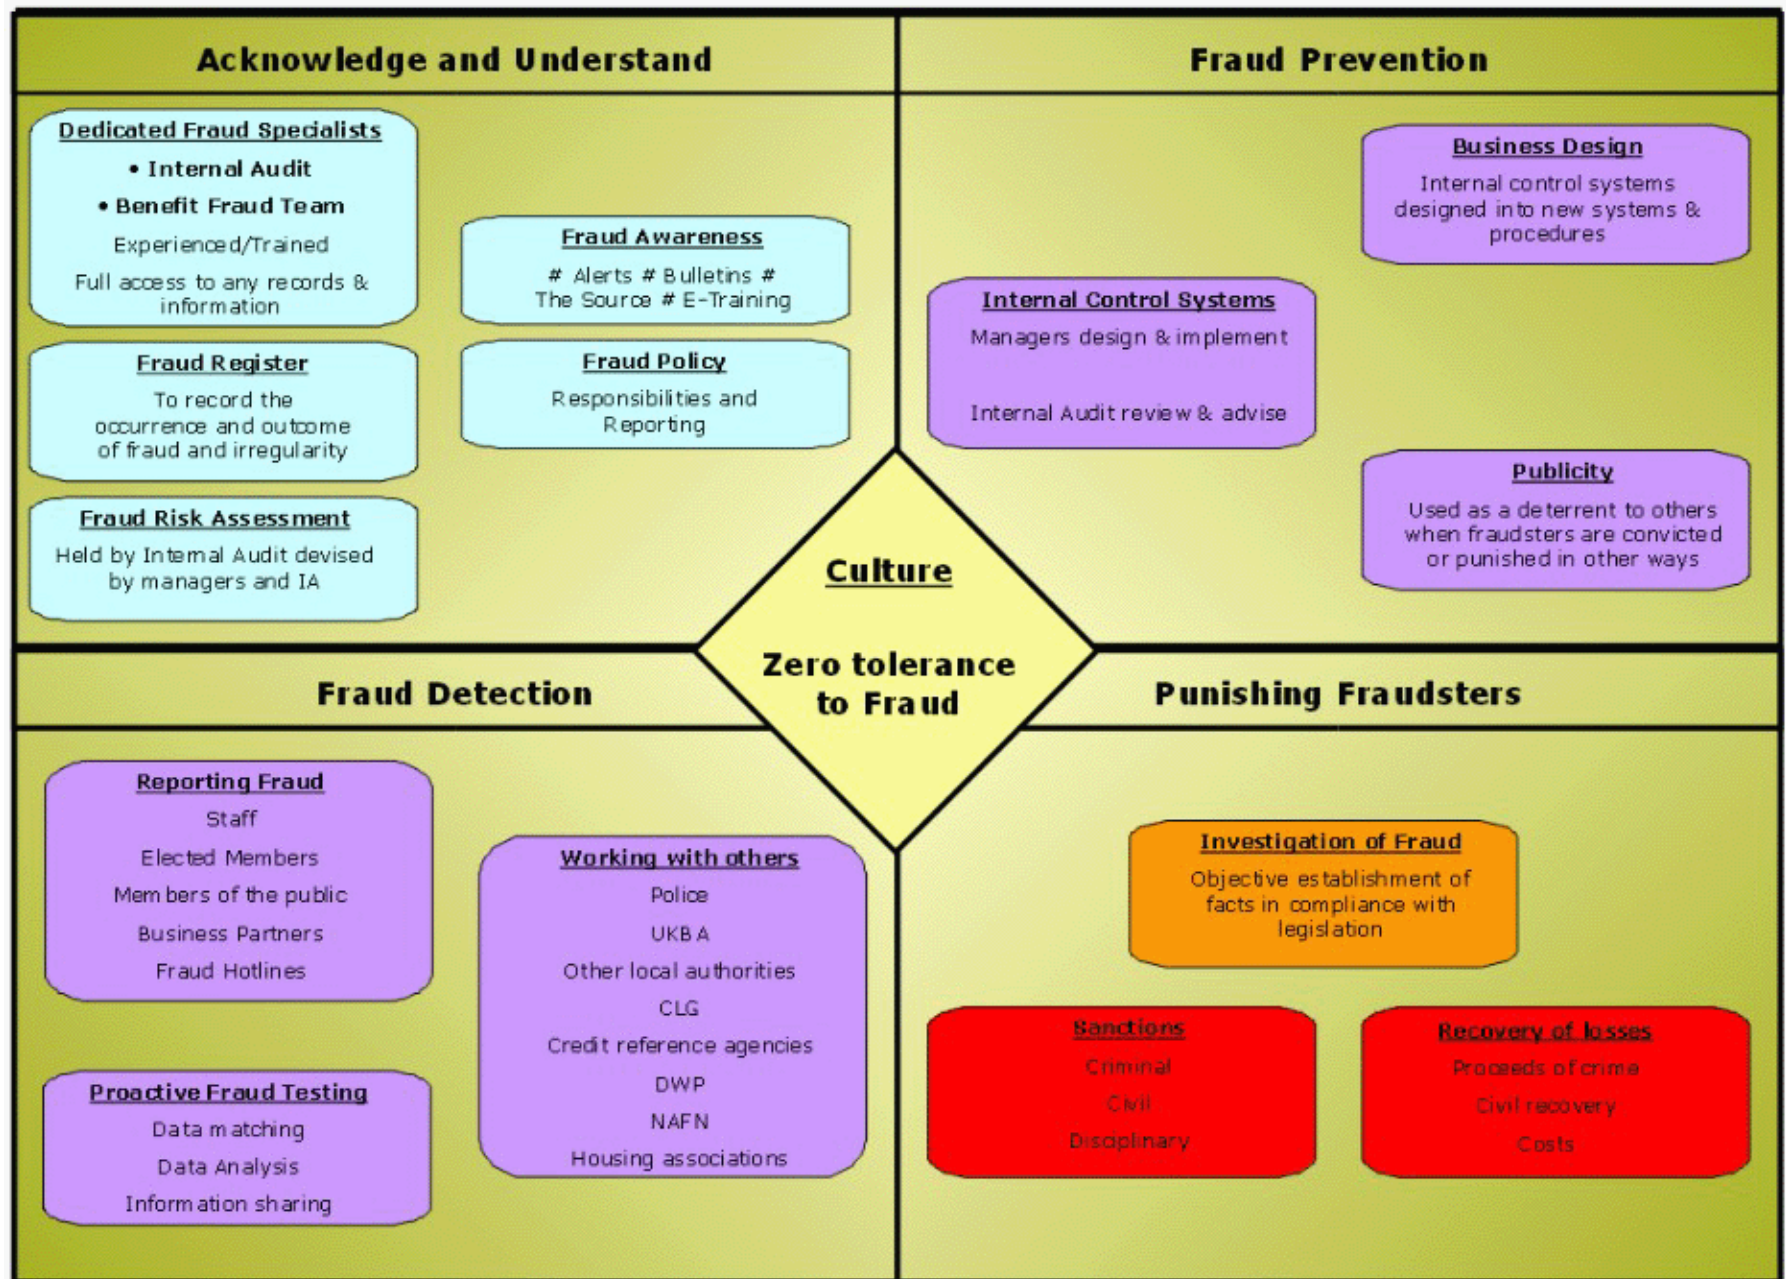 Acknowledge and Understand
Dedicated Fraud Specialists
• Internal Audit
• Benefit Fraud Team
Experienced/Trained
Full access to any records &
information
Fraud Awareness
# Alerts # Bulletins #
The Source # E-Training
Fraud Register
To record the
occurrence and outcome
of fraud and irregularity
Fraud Policy
Responsibilities and
Reporting
Fraud Risk Assessment
Held by Internal Audit devised
by managers and IA
Fraud Prevention
Business Design
Internal control systems
designed into new systems &
procedures
Internal Control Systems
Managers design & implement
Internal Audit review & advise
Publicity
Used as a deterrent to others
when fraudsters are convicted
or punished in other ways
Culture
Zero tolerance
to Fraud
Fraud Detection
Reporting Fraud
Staff
Elected Members
Members of the public
Business Partners
Fraud Hotlines
Working with others
Police
UKBA
Other local authorities
CLG
Credit reference agencies
DWP
NAFN
Housing associations
Proactive Fraud Testing
Data matching
Data Analysis
Information sharing
Punishing Fraudsters
Investigation of Fraud
Objective establishment of
facts in compliance with
legislation
Sanctions
Criminal
Civil
Disciplinary
Recovery of losses
Proceeds of crime
Civil recovery
Costs